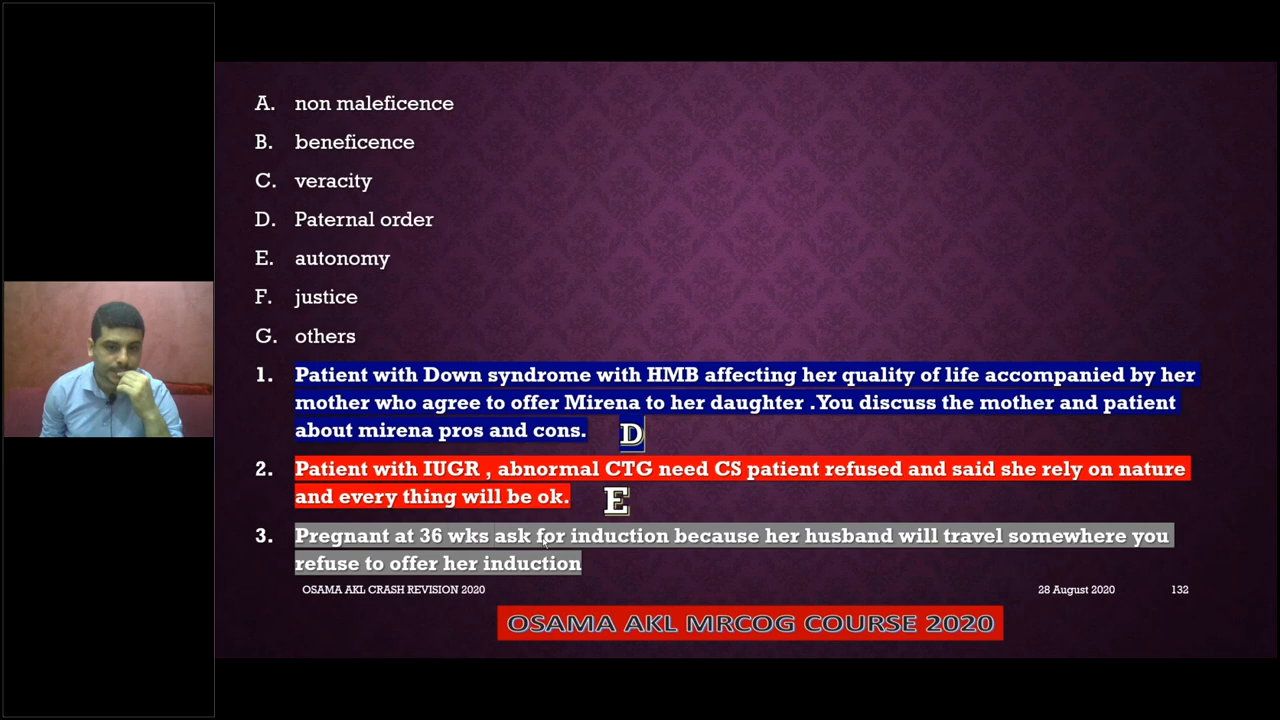 A. non maleficence
B. beneficence
C. veracity
D. Paternal order
E. autonomy
F. justice
G. others
1. Patient with Down syndrome with HMB affecting her quality of life accompanied by her
mother who agree to offer Mirena to her daughter .You discuss the mother and patient
about mirena pros and cons. D
2. Patient with IUGR , abnormal CTG need CS patient refused and said she rely on nature
and every thing will be ok. E
3. Pregnant at 36 wks ask for induction because her husband will travel somewhere you
refuse to offer her induction
OSAMA AKL CRASH REVISION 2020 28 August 2020 132
OSAMA AKL MRCOG COURSE 2020